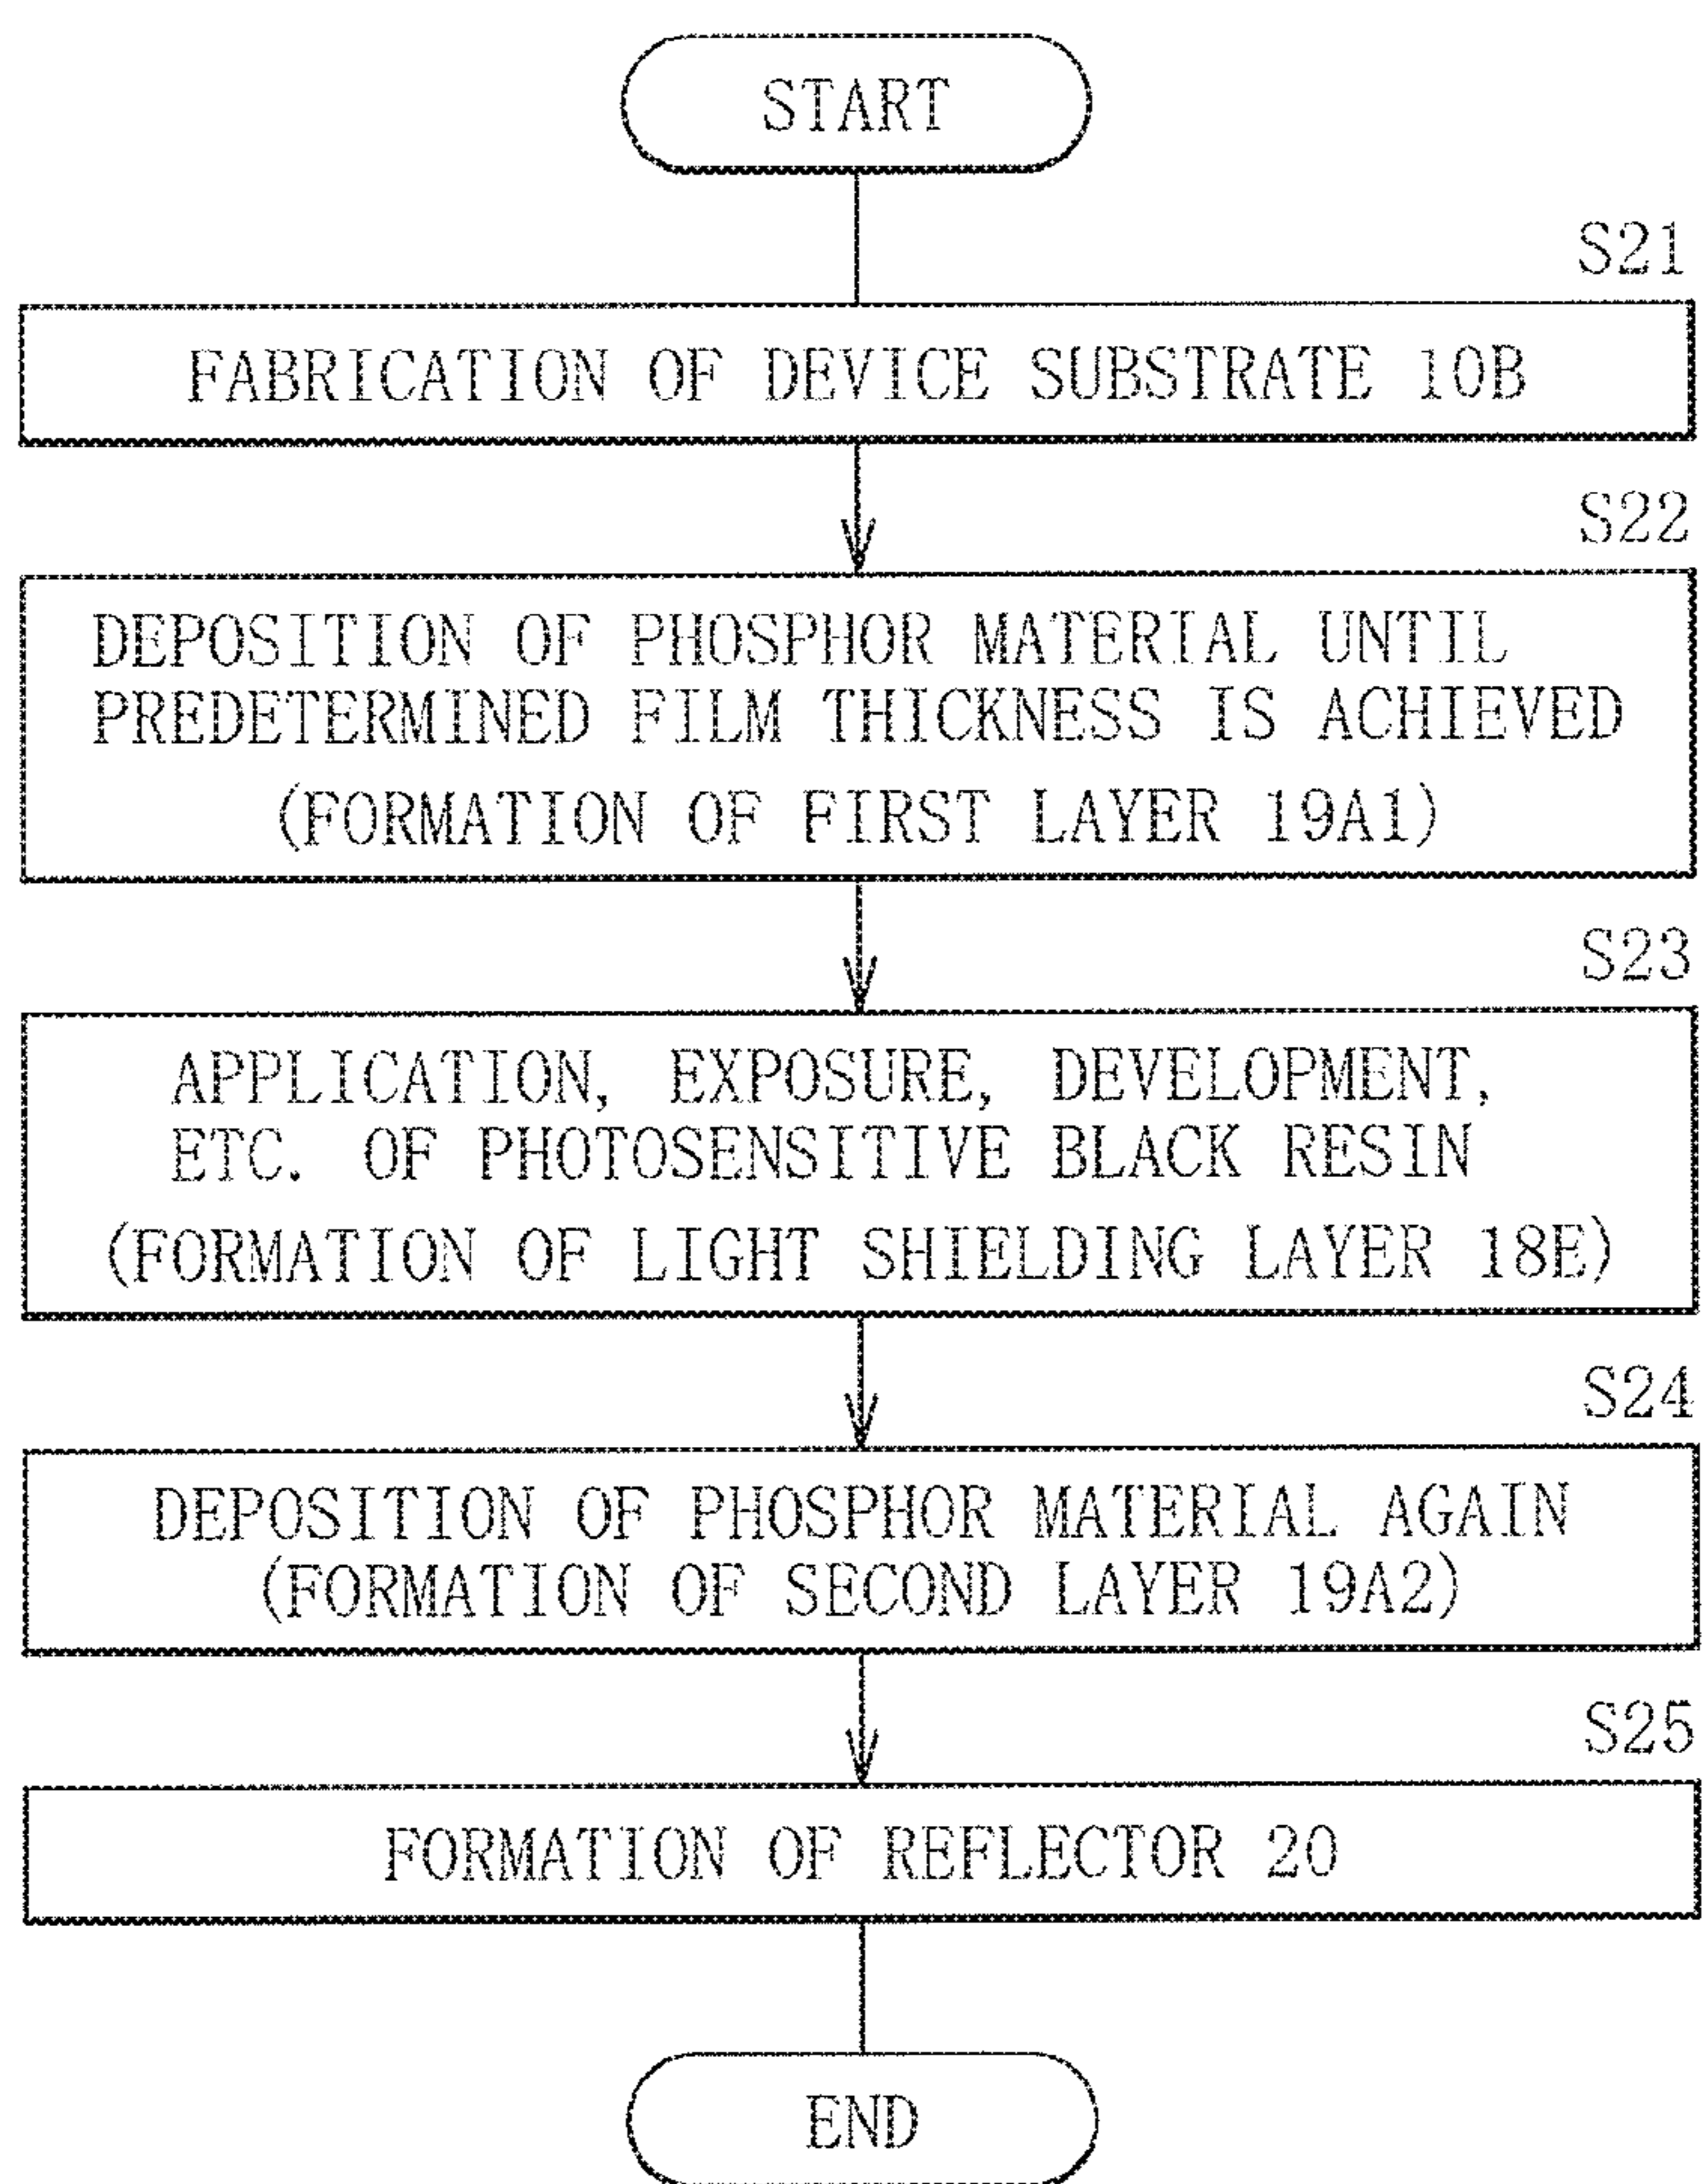 START
S21
FABRICATION OF DEVICE SUBSTRATE 10B
S22
DEPOSITION OF PHOSPHOR MATERIAL UNTIL
PREDETERMINED FILM THICKNESS IS ACHIEVED
(FORMATION OF FIRST LAYER 19A1)
S23
APPLICATION, EXPOSURE, DEVELOPMENT,
ETC. OF PHOTOSENSITIVE BLACK RESIN
(FORMATION OF LIGHT SHIELDING LAYER 18E)
S24
DEPOSITION OF PHOSPHOR MATERIAL AGAIN
(FORMATION OF SECOND LAYER 19A2)
S25
FORMATION OF REFLECTOR 20
END